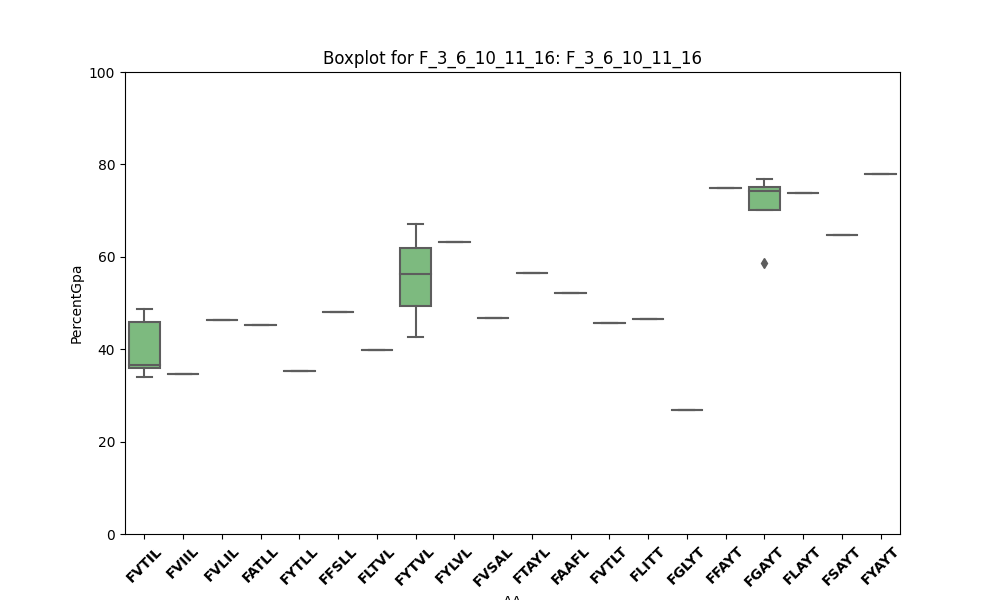 Boxplot for F_3_6_10_11_16: F_3_6_10_11_16
100
80
60
40
20
0
PercentGpa
FVTIL FVIIL FVLIL FATLL FYTLL FFSLL FLTVL FYTVL FYLVL FVSAL FTAYL FAAFL FVTLT FLITT FGLYT FFAYT FGAYT FLAYT FSAYT FYAYT
AA